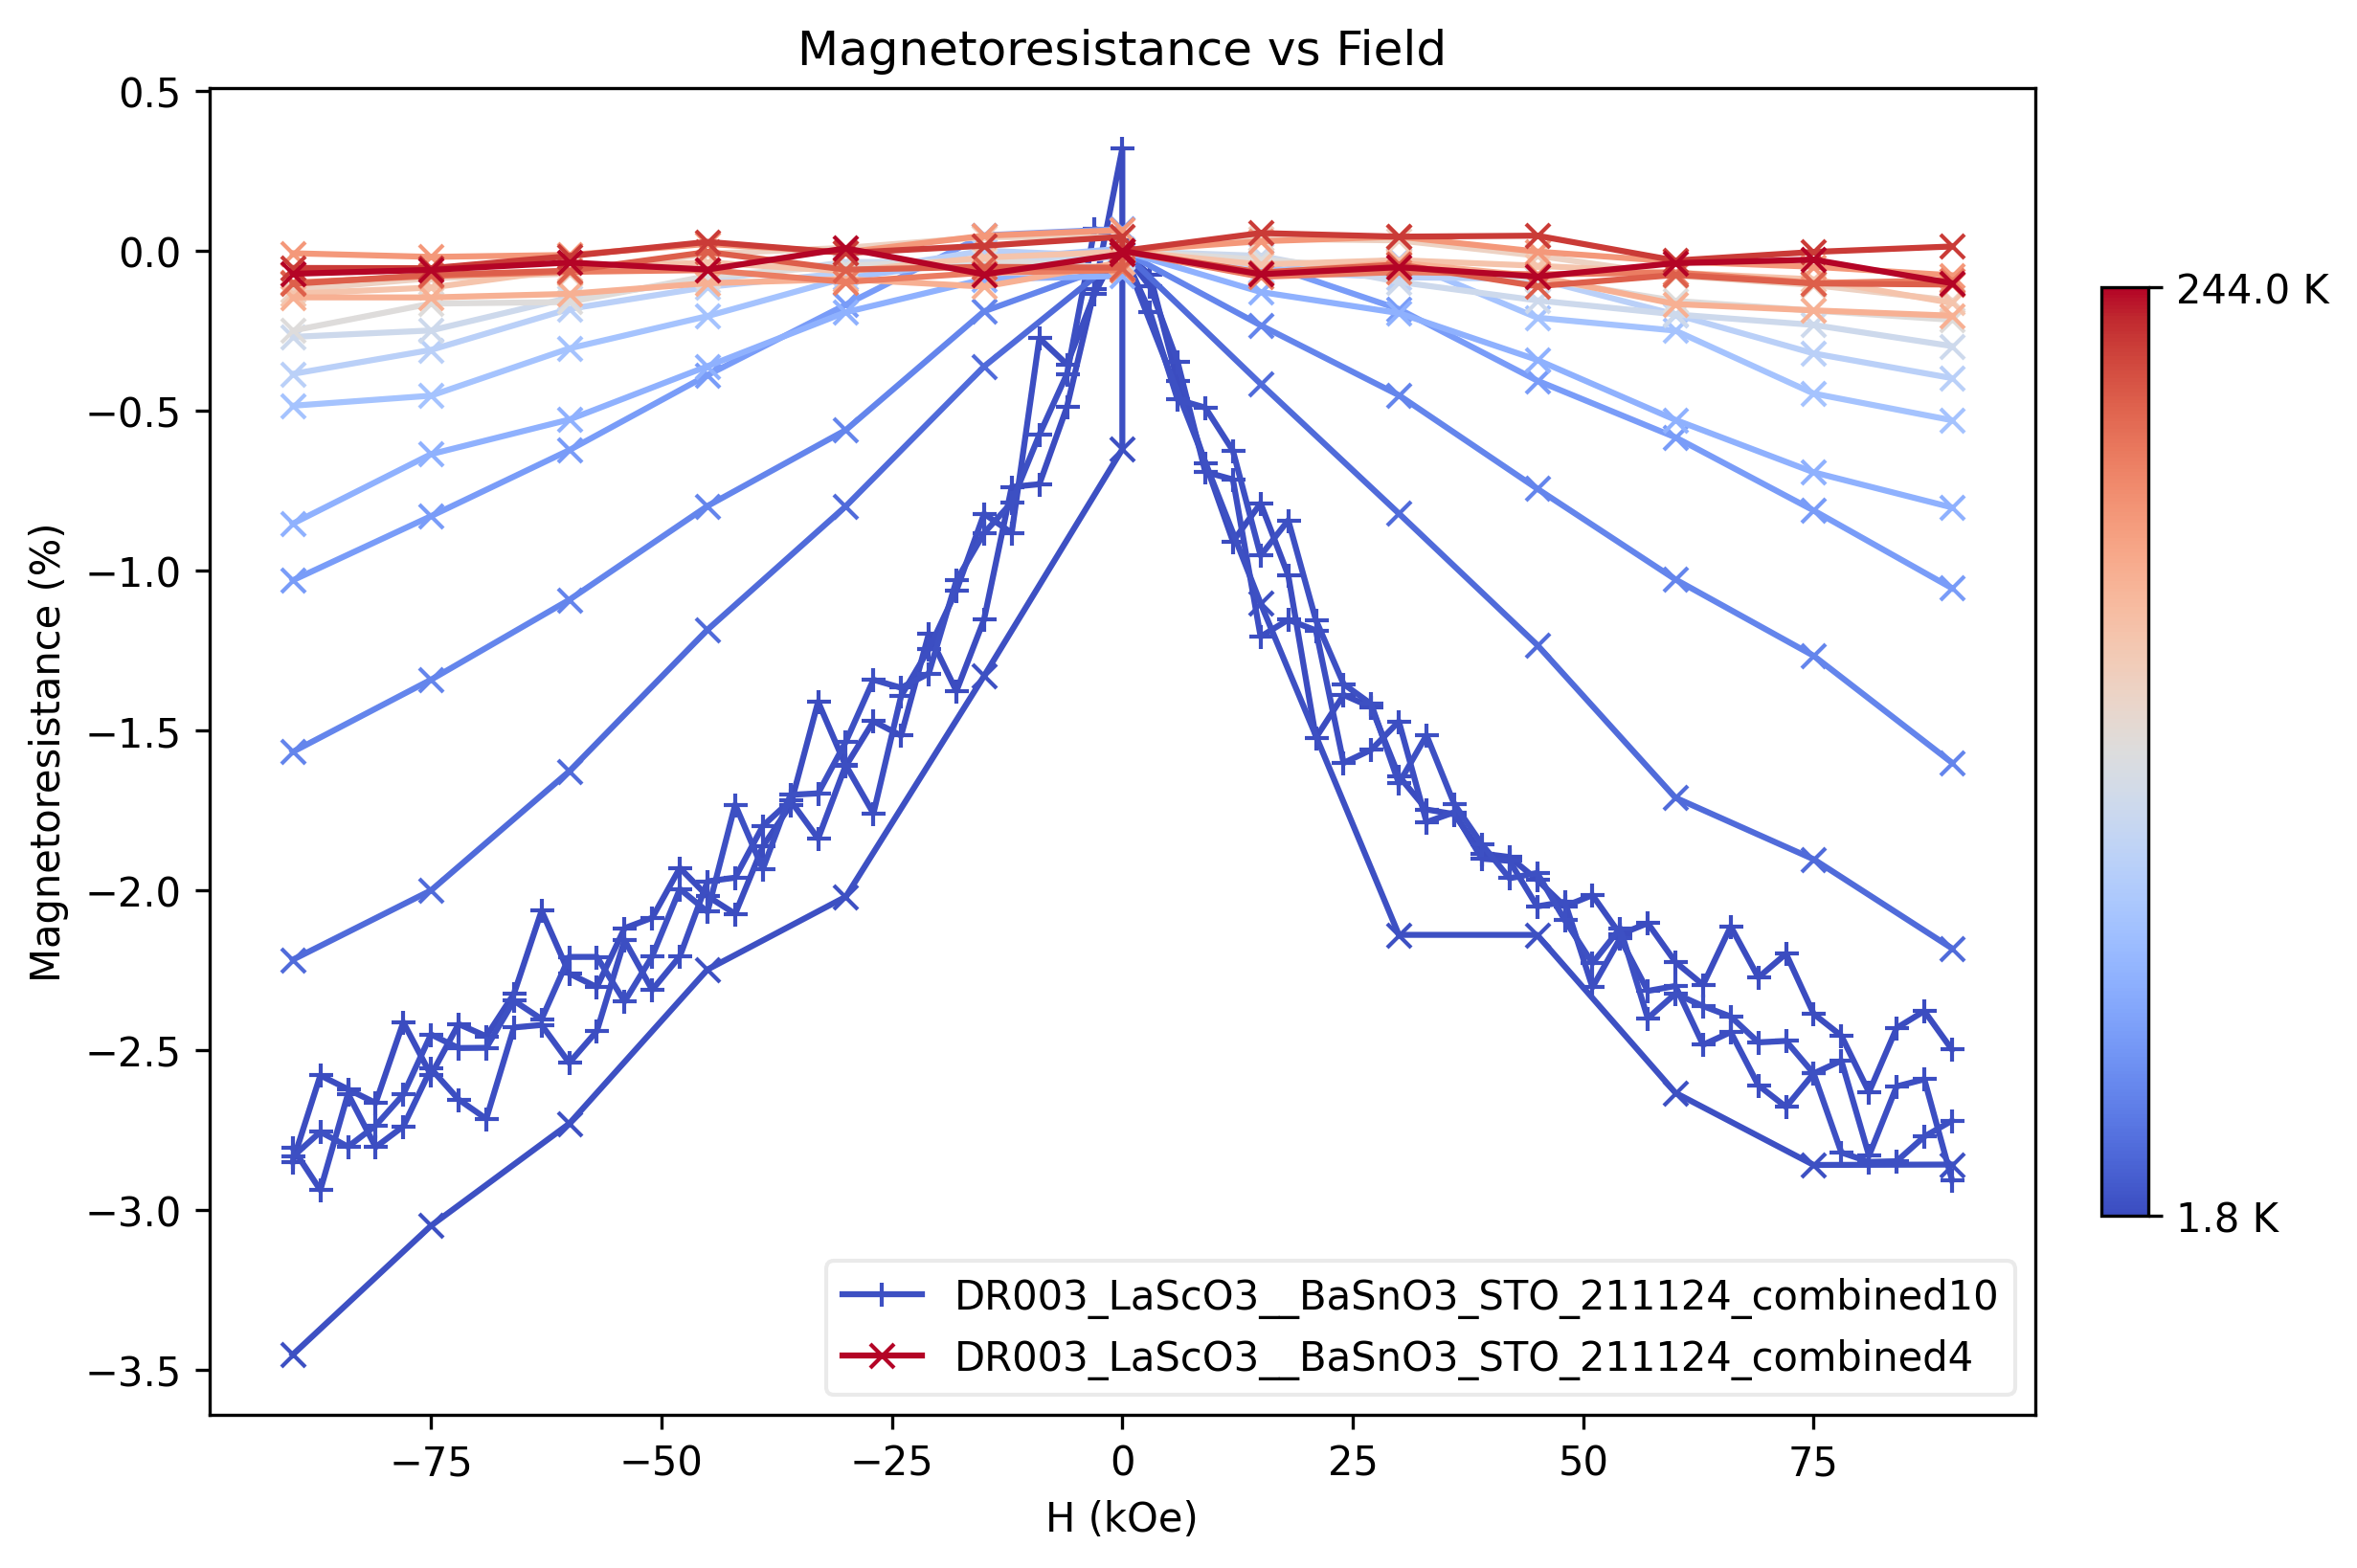 Magnetoresistance vs Field
Magnetoresistance (%)
0.5
0.0
−0.5
−1.0
−1.5
−2.0
−2.5
−3.0
−3.5
−75
−50
−25
0
25
50
75
H (kOe)
DR003_LaScO3__BaSnO3_STO_211124_combined10
DR003_LaScO3__BaSnO3_STO_211124_combined4
244.0 K
1.8 K